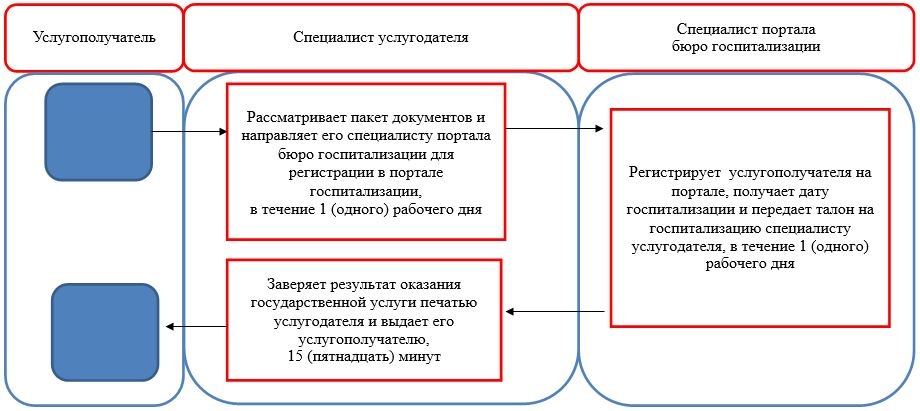 Услугополучатель
Специалист услугодателя
Специалист портала
бюро госпитализации
Рассматривает пакет документов и
направляет его специалисту портала
бюро госпитализации для
регистрации в портале
госпитализации,
в течение 1 (одного) рабочего дня
Регистрирует услугополучателя на
портале, получает дату
госпитализации и передает талон на
госпитализацию специалисту
услугодателя, в течение 1 (одного)
рабочего дня
Заверяет результат оказания
государственной услуги печатью
услугодателя и выдает его
услугополучателю,
15 (пятнадцать) минут